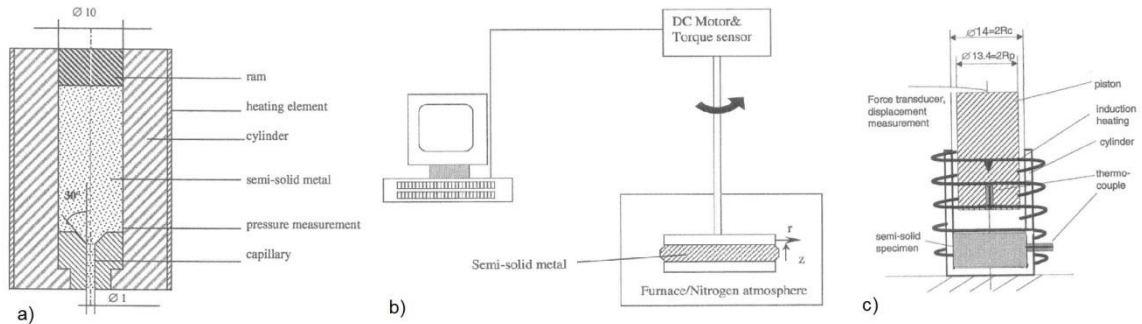 Ø 10
ram
heating element
cylinder
semi-solid metal
30°
pressure measurement
capillary
Ø 1
a)
b)
DC Motor&
Torque sensor
r
z
Semi-solid metal
Furnace/Nitrogen atmosphere
c)
Ø14=2Rc
Ø13.4=2Rp
piston
Force transducer,
displacement
measurement
induction
heating
cylinder
thermo-
couple
semi-solid
specimen